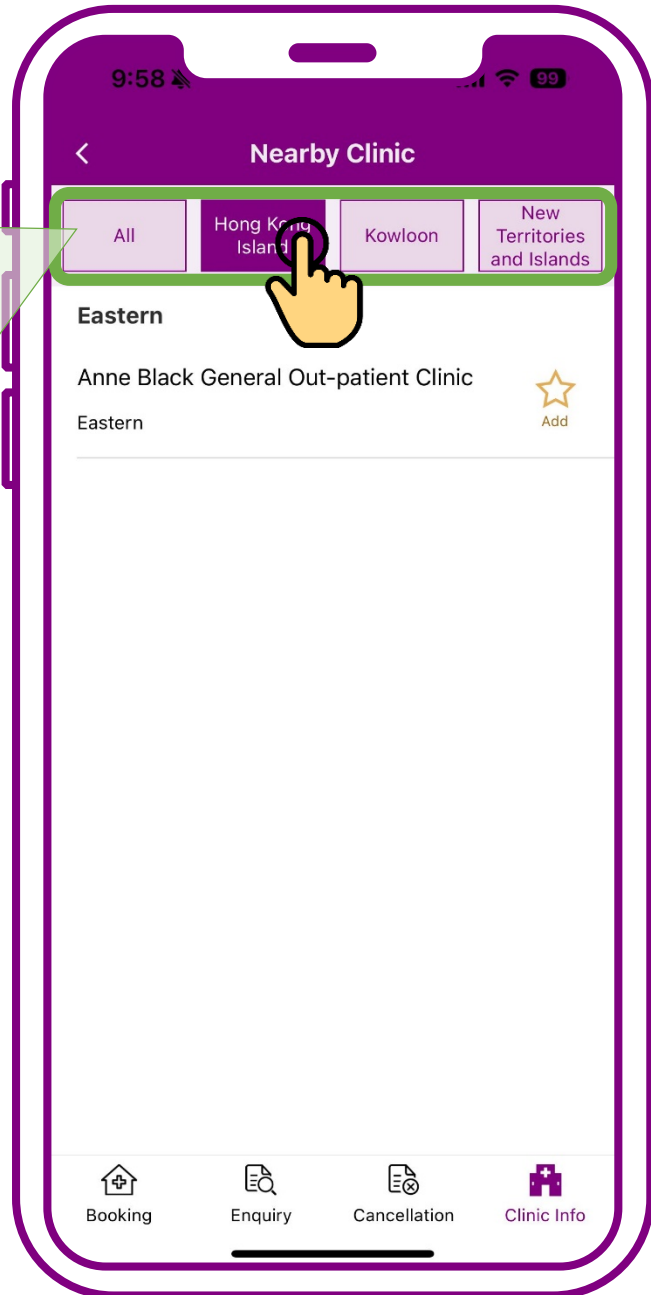 9:58
99
Nearby Clinic
All
Hong Kong
Island
Kowloon
New
Territories
and Islands
Eastern
Anne Black General Out-patient Clinic
Eastern
Add
Booking
Enquiry
Cancellation
Clinic Info